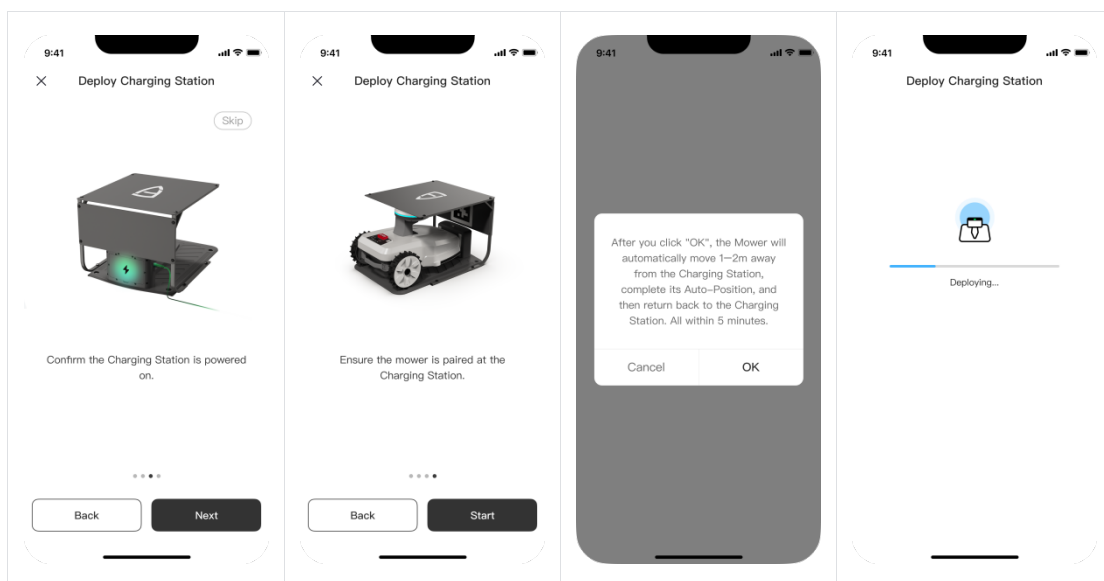 9:41
Deploy Charging Station
Skip
Confirm the Charging Station is powered
on.
Back
Next
9:41
Deploy Charging Station
Ensure the mower is paired at the
Charging Station.
Back
Start
9:41
After you click "OK", the Mower will
automatically move 1-2m away
from the Charging Station,
complete its Auto-Position, and
then return back to the Charging
Station. All within 5 minutes.
Cancel
OK
9:41
Deploy Charging Station
Deploying...